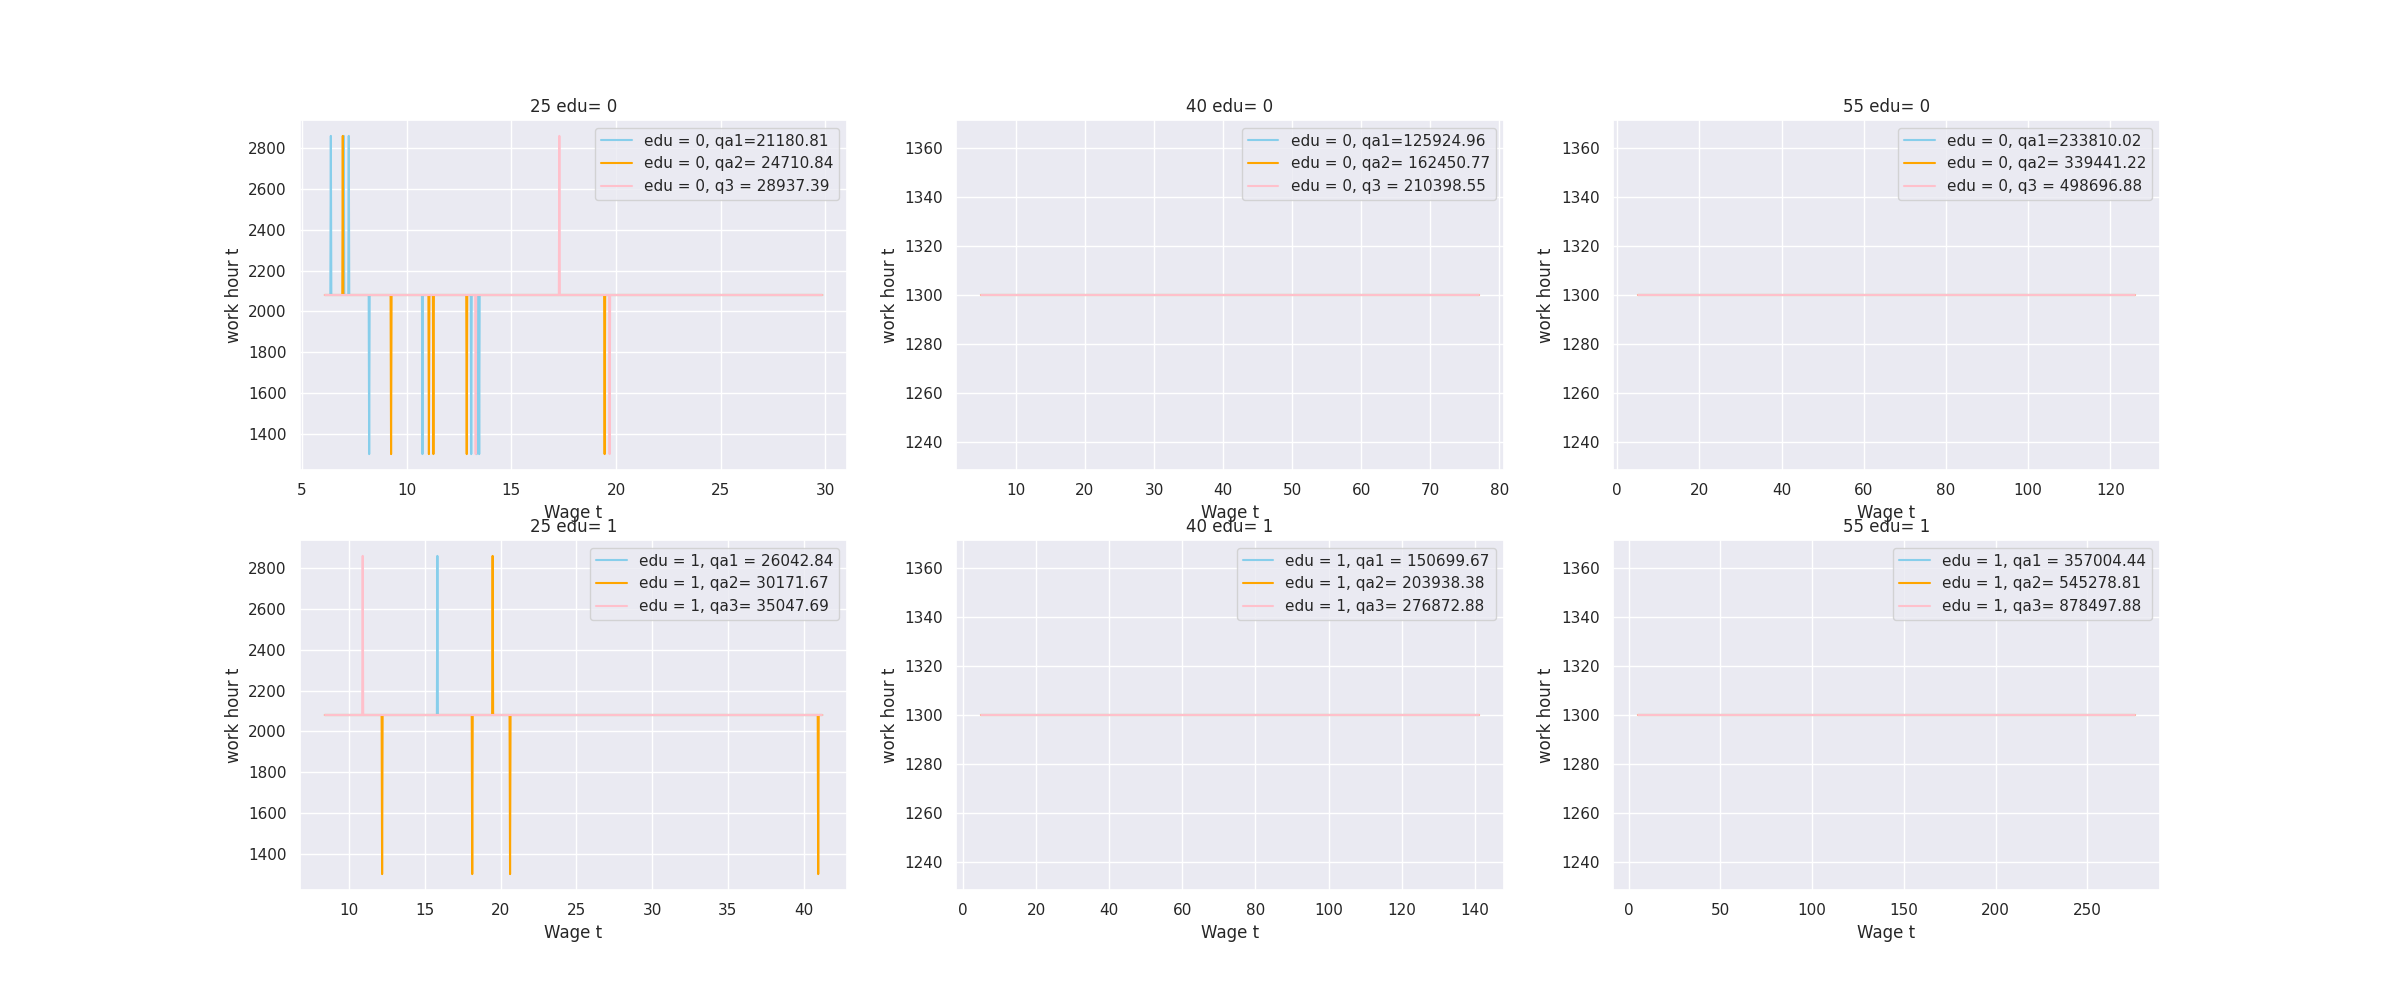 25 edu= 0
edu = 0, qa1=21180.81
edu = 0, qa2= 24710.84
edu = 0, q3 = 28937.39
work hour t
2800
2600
2400
2200
2000
1800
1600
1400
5 10 15 20 25 30
Wage t
40 edu= 0
edu = 0, qa1=125924.96
edu = 0, qa2= 162450.77
edu = 0, q3 = 210398.55
work hour t
1360
1340
1320
1300
1280
1260
1240
10 20 30 40 50 60 70 80
Wage t
55 edu= 0
edu = 0, qa1=233810.02
edu = 0, qa2= 339441.22
edu = 0, q3 = 498696.88
work hour t
1360
1340
1320
1300
1280
1260
1240
0 20 40 60 80 100 120
Wage t
25 edu= 1
edu = 1, qa1 = 26042.84
edu = 1, qa2= 30171.67
edu = 1, qa3= 35047.69
work hour t
2800
2600
2400
2200
2000
1800
1600
1400
10 15 20 25 30 35 40
Wage t
40 edu= 1
edu = 1, qa1 = 150699.67
edu = 1, qa2= 203938.38
edu = 1, qa3= 276872.88
work hour t
1360
1340
1320
1300
1280
1260
1240
0 20 40 60 80 100 120 140
Wage t
55 edu= 1
edu = 1, qa1 = 357004.44
edu = 1, qa2= 545278.81
edu = 1, qa3= 878497.88
work hour t
1360
1340
1320
1300
1280
1260
1240
0 50 100 150 200 250
Wage t